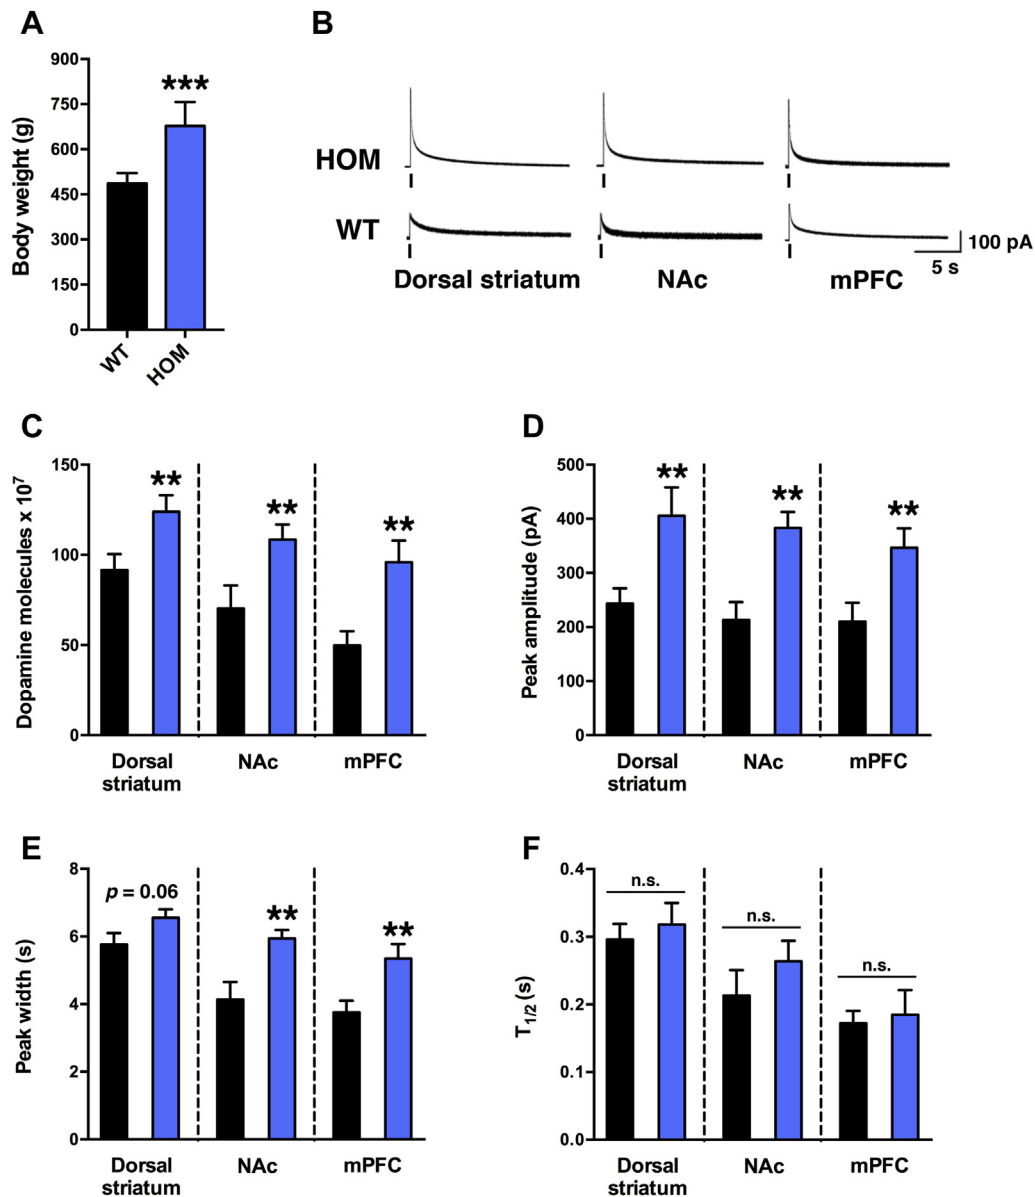 A
900
750
600
450
300
150
0
Body weight (g)
***
WT
HOM
B
HOM
WT
100 pA
5 s
Dorsal striatum
NAc
mPFC
C
150
100
50
0
Dopamine molecules x 10⁷
**
**
**
Dorsal
striatum
NAc
mPFC
D
500
400
300
200
100
0
Peak amplitude (pA)
**
**
**
Dorsal
striatum
NAc
mPFC
E
8
6
4
2
0
Peak width (s)
p = 0.06
**
**
Dorsal
striatum
NAc
mPFC
F
0.4
0.3
0.2
0.1
0.0
T1/2 (s)
n.s.
n.s.
n.s.
Dorsal
striatum
NAc
mPFC